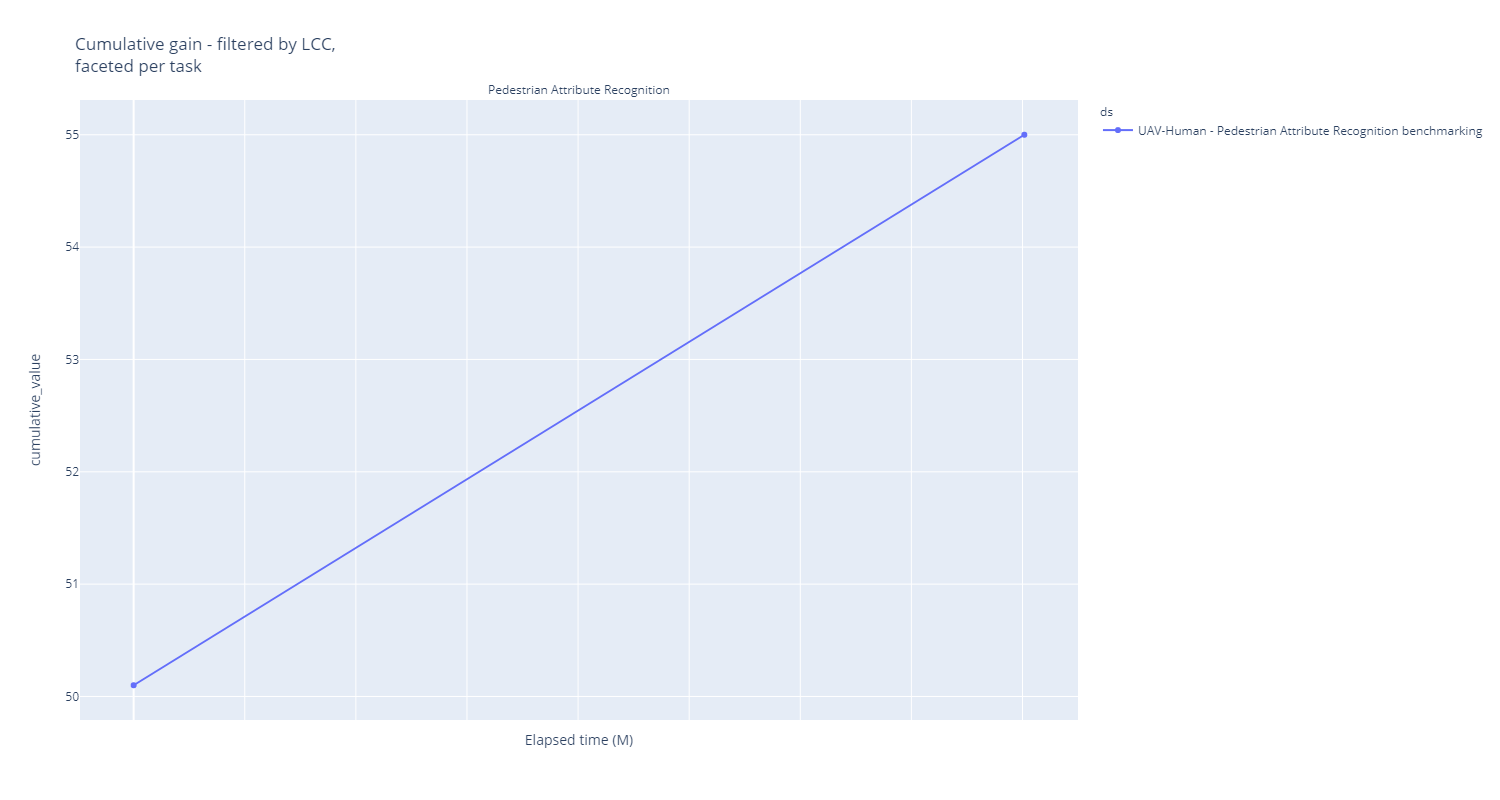 Cumulative gain - filtered by LCC,
faceted per task
Pedestrian Attribute Recognition
ds
UAV-Human - Pedestrian Attribute Recognition benchmarking
55
54
53
52
51
50
cumulative_value
Elapsed time (M)